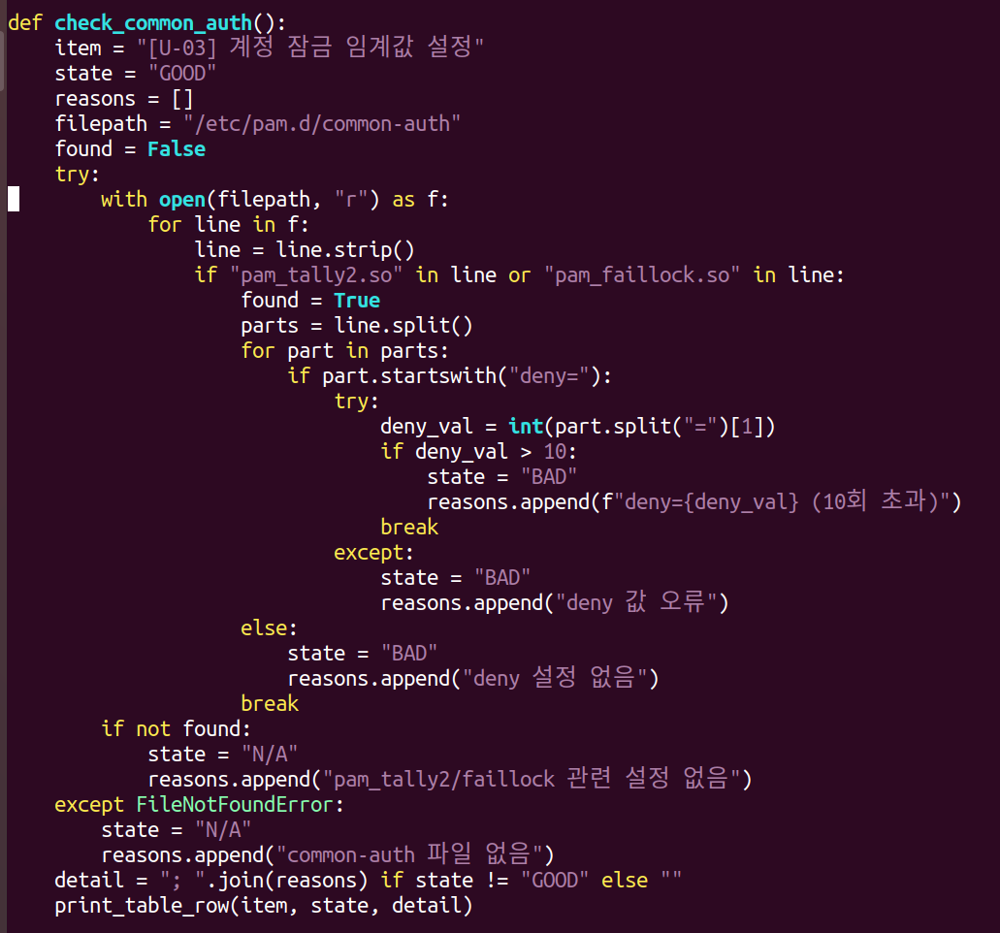 def check_common_auth():
    item = "[U-03] 계정 잠금 임계값 설정"
    state = "GOOD"
    reasons = []
    filepath = "/etc/pam.d/common-auth"
    found = False
    try:
        with open(filepath, "r") as f:
            for line in f:
                line = line.strip()
                if "pam_tally2.so" in line or "pam_faillock.so" in line:
                    found = True
                    parts = line.split()
                    for part in parts:
                        if part.startswith("deny="):
                            try:
                                deny_val = int(part.split("=")[1])
                                if deny_val > 10:
                                    state = "BAD"
                                    reasons.append(f"deny={deny_val} (10회 초과)")
                                break
                            except:
                                state = "BAD"
                                reasons.append("deny 값 오류")
                    else:
                        state = "BAD"
                        reasons.append("deny 설정 없음")
                    break
        if not found:
            state = "N/A"
            reasons.append("pam_tally2/faillock 관련 설정 없음")
    except FileNotFoundError:
        state = "N/A"
        reasons.append("common-auth 파일 없음")
    detail = "; ".join(reasons) if state != "GOOD" else ""
    print_table_row(item, state, detail)